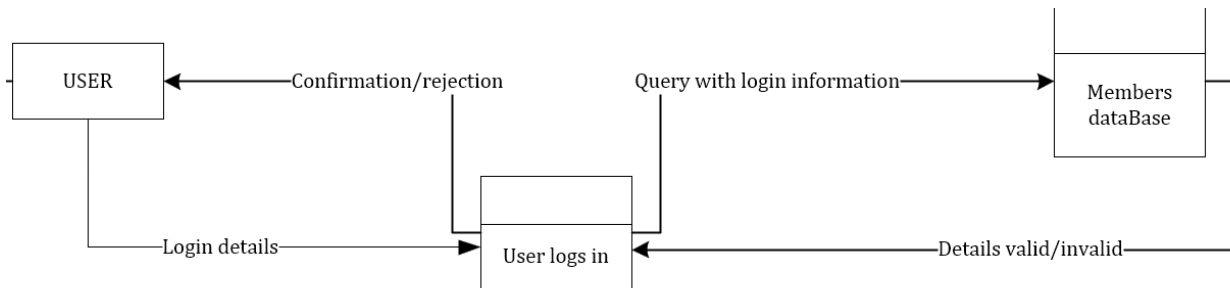 USER
Confirmation/rejection
Query with login information
Members
dataBase
Login details
User logs in
Details valid/invalid